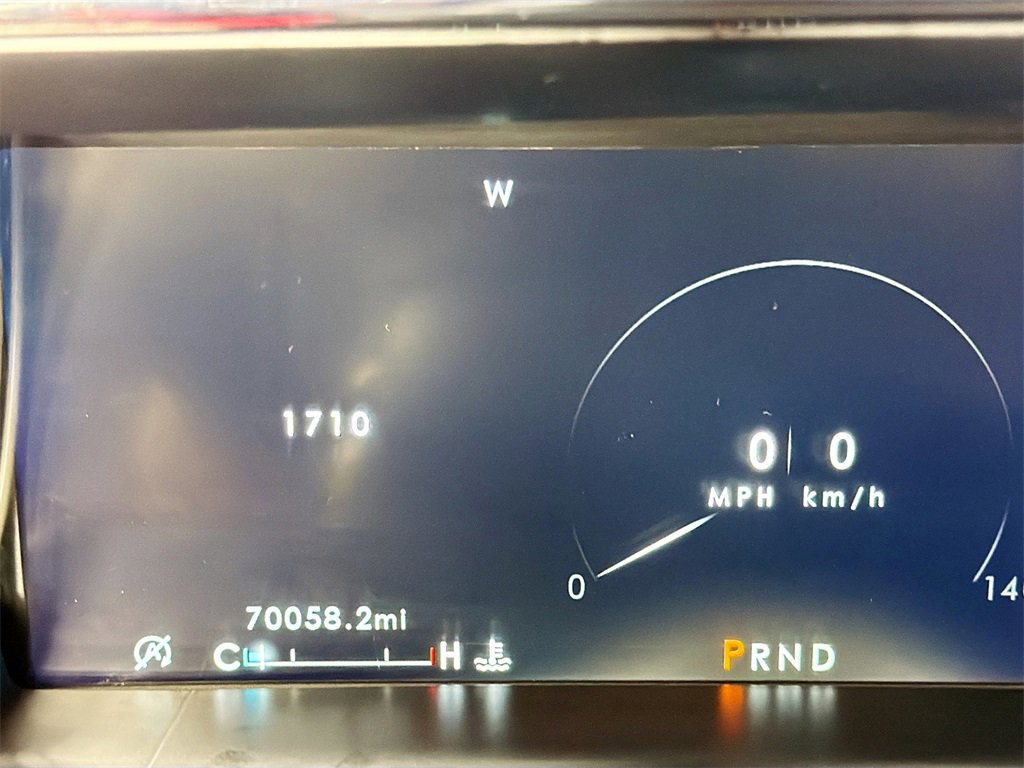 W
1710
0 0
MPH km/h
0
70058.2mi
C H
PRND